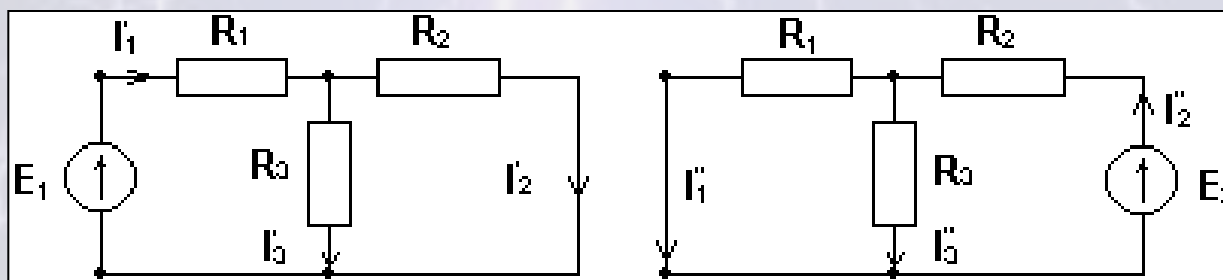 I'₁ R₁ R₂ R₁ R₂
E₁ R₃ I'₂ I''₁ R₃ I''₂
I'₃ I''₃ E